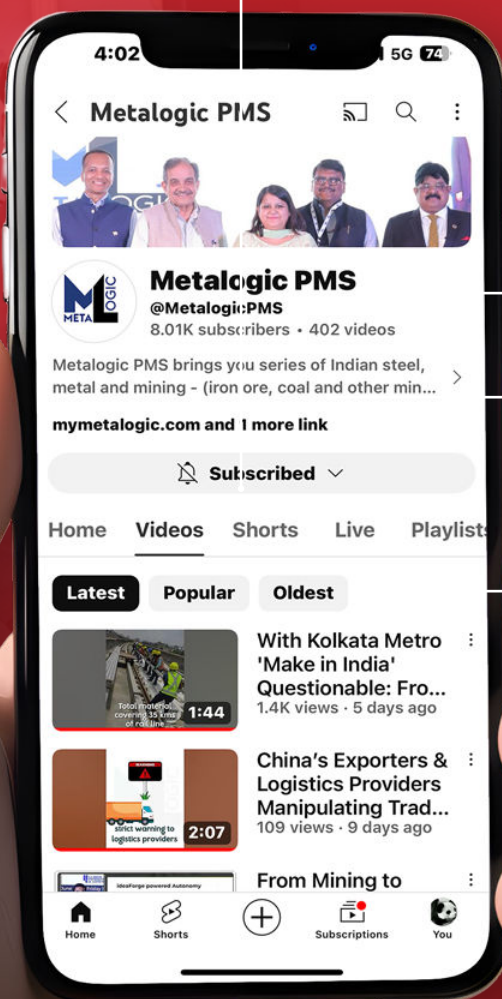 4:02
5G 74
Metalogic PMS
META LOGIC
Metalogic PMS
@MetalogicPMS
8.01K subscribers • 402 videos
Metalogic PMS brings you series of Indian steel,
metal and mining - (iron ore, coal and other min...
mymetalogic.com and 1 more link
Subscribed
Home Videos Shorts Live Playlists
Latest Popular Oldest
With Kolkata Metro
'Make in India'
Questionable: Fro...
1.4K views · 5 days ago
Total material
covering 35 kms
of rail line
1:44
China's Exporters &
Logistics Providers
Manipulating Trad...
109 views · 9 days ago
strict warning to
logistics providers
2:07
From Mining to
ideaForge powered Autonomy
Home Shorts Subscriptions You